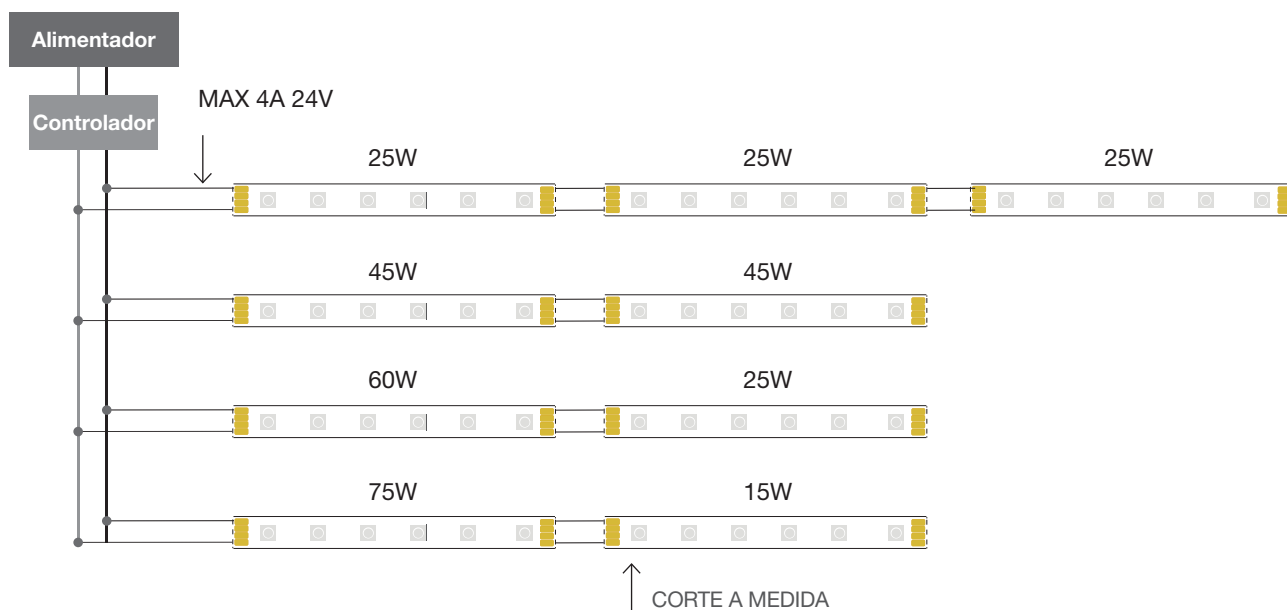 Alimentador
Controlador
MAX 4A 24V
25W 25W 25W
45W 45W
60W 25W
75W 15W
CORTE A MEDIDA